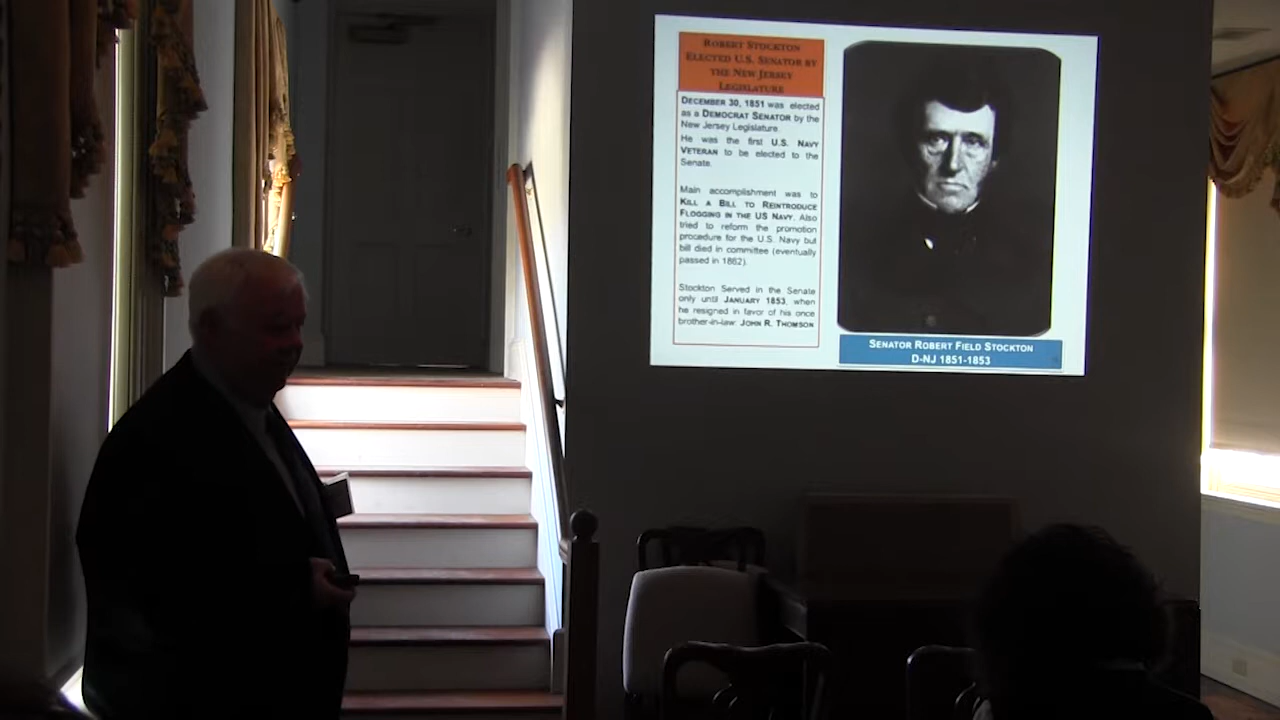 ROBERT STOCKTON
ELECTED U.S. SENATOR BY
THE NEW JERSEY
LEGISLATURE
DECEMBER 30, 1851 was elected
as a DEMOCRAT SENATOR by the
New Jersey Legislature.
He was the first U.S. NAVY
VETERAN to be elected to the
Senate.
Main accomplishment was to
KILL A BILL TO REINTRODUCE
FLOGGING IN THE US NAVY. Also
tried to reform the promotion
procedure for the U.S. Navy but
bill died in committee (eventually
passed in 1862).
Stockton Served in the Senate
only until JANUARY 1853, when
he resigned in favor of his once
brother-in-law JOHN R. THOMSON
SENATOR ROBERT FIELD STOCKTON
D-NJ 1851-1853